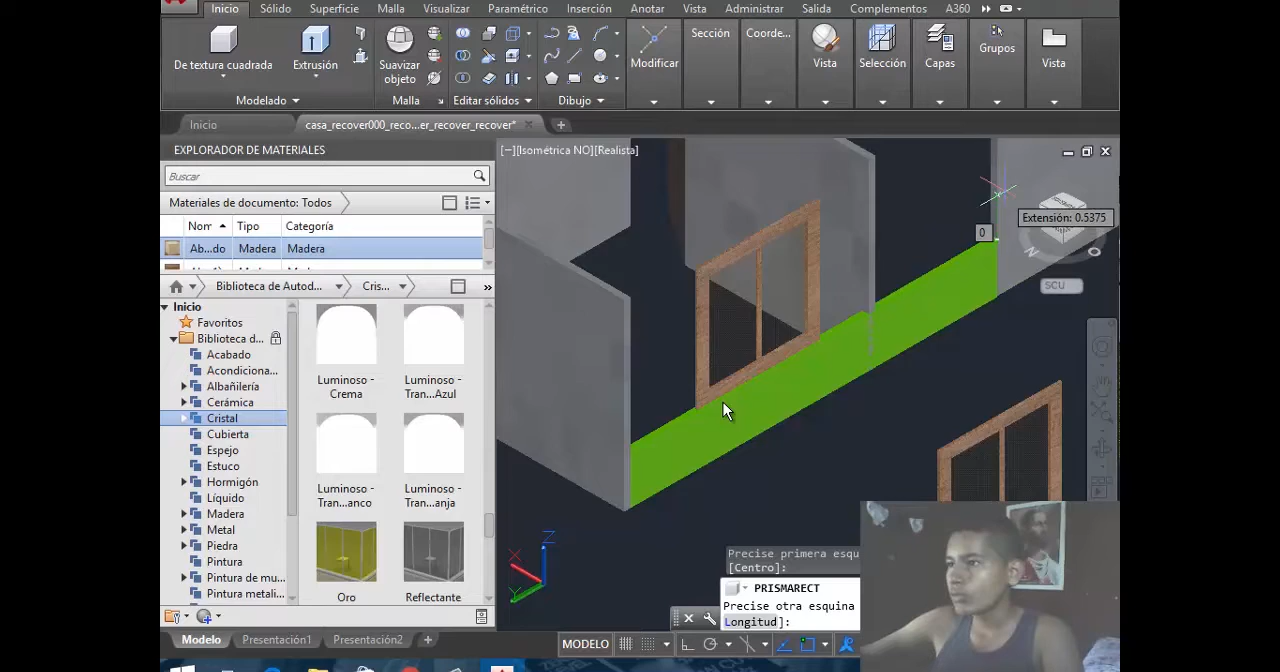 Inicio Sólido Superficie Malla Visualizar Paramétrico Inserción Anotar Vista Administrar Salida Complementos A360
De textura cuadrada Extrusión Suavizar objeto Modificar Sección Coorde... Vista Selección Capas Grupos Vista
Modelado Malla Editar sólidos Dibujo
Inicio casa_recover000_reco...er_recover_recover*
EXPLORADOR DE MATERIALES
[−][Isométrica NO][Realista]
Buscar
Materiales de documento: Todos
Nom Tipo Categoría
Ab...do Madera Madera
Biblioteca de Autod... Cris...
Inicio
Favoritos
Biblioteca d...
Acabado
Acondiciona...
Albañilería
Cerámica
Cristal
Cubierta
Espejo
Estuco
Hormigón
Líquido
Madera
Metal
Piedra
Pintura
Pintura de mu...
Pintura metali...
Luminoso - Crema
Luminoso - Tran...Azul
Luminoso - Tran...anco
Luminoso - Tran...anja
Oro
Reflectante
Extensión: 0.5375
0
N
O
SCU
Z
X
Y
Precise primera esqu
[Centro]:
PRISMARECT
Precise otra esquina
Longitud]:
Modelo Presentación1 Presentación2 +
MODELO